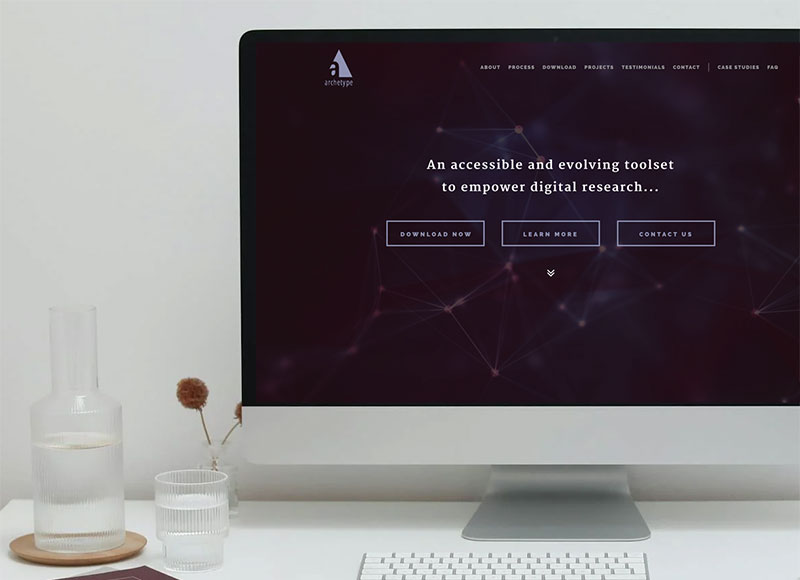 archetype
ABOUT PROCESS DOWNLOAD PROJECTS TESTIMONIALS CONTACT | CASE STUDIES FAQ
An accessible and evolving toolset
to empower digital research...
DOWNLOAD NOW LEARN MORE CONTACT US